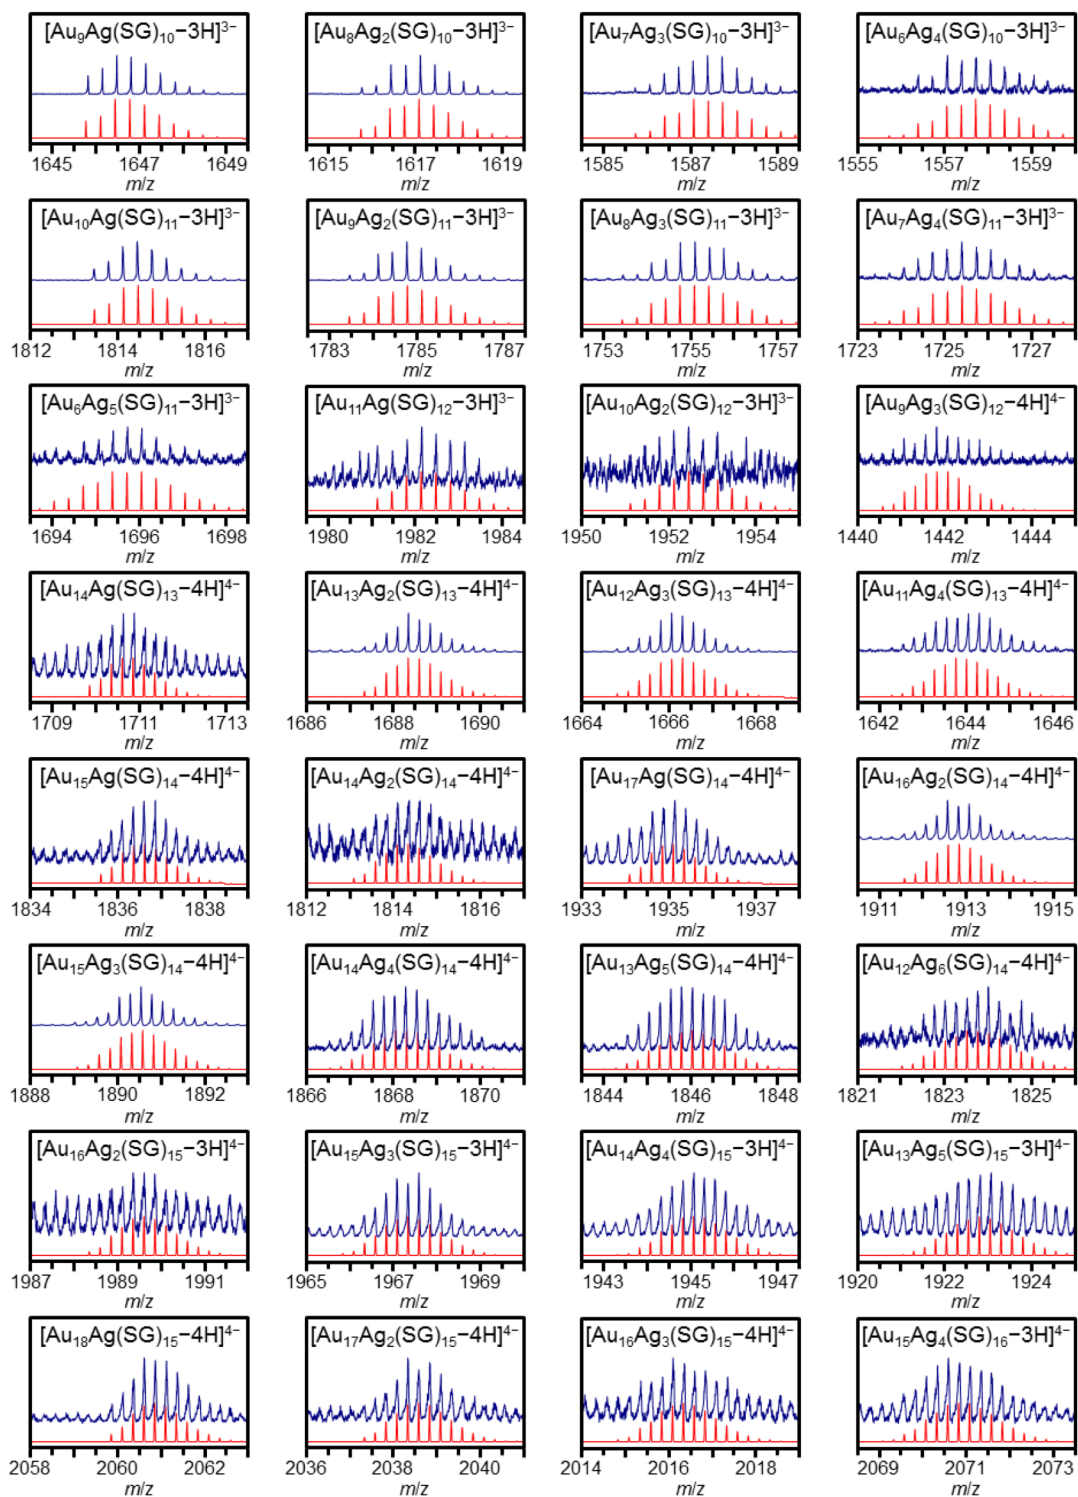 [Au₉Ag(SG)₁₀−3H]³⁻ [Au₈Ag₂(SG)₁₀−3H]³⁻ [Au₇Ag₃(SG)₁₀−3H]³⁻ [Au₆Ag₄(SG)₁₀−3H]³⁻
1645 1647 1649 1615 1617 1619 1585 1587 1589 1555 1557 1559
m/z m/z m/z m/z
[Au₁₀Ag(SG)₁₁−3H]³⁻ [Au₉Ag₂(SG)₁₁−3H]³⁻ [Au₈Ag₃(SG)₁₁−3H]³⁻ [Au₇Ag₄(SG)₁₁−3H]³⁻
1812 1814 1816 1783 1785 1787 1753 1755 1757 1723 1725 1727
m/z m/z m/z m/z
[Au₆Ag₅(SG)₁₁−3H]³⁻ [Au₁₁Ag(SG)₁₂−3H]³⁻ [Au₁₀Ag₂(SG)₁₂−3H]³⁻ [Au₉Ag₃(SG)₁₂-4H]⁴⁻
1694 1696 1698 1980 1982 1984 1950 1952 1954 1440 1442 1444
m/z m/z m/z m/z
[Au₁₄Ag(SG)₁₃−4H]⁴⁻ [Au₁₃Ag₂(SG)₁₃−4H]⁴⁻ [Au₁₂Ag₃(SG)₁₃−4H]⁴⁻ [Au₁₁Ag₄(SG)₁₃−4H]⁴⁻
1709 1711 1713 1686 1688 1690 1664 1666 1668 1642 1644 1646
m/z m/z m/z m/z
[Au₁₅Ag(SG)₁₄−4H]⁴⁻ [Au₁₄Ag₂(SG)₁₄−4H]⁴⁻ [Au₁₇Ag(SG)₁₄−4H]⁴⁻ [Au₁₆Ag₂(SG)₁₄−4H]⁴⁻
1834 1836 1838 1812 1814 1816 1933 1935 1937 1911 1913 1915
m/z m/z m/z m/z
[Au₁₅Ag₃(SG)₁₄−4H]⁴⁻ [Au₁₄Ag₄(SG)₁₄−4H]⁴⁻ [Au₁₃Ag₅(SG)₁₄−4H]⁴⁻ [Au₁₂Ag₆(SG)₁₄−4H]⁴⁻
1888 1890 1892 1866 1868 1870 1844 1846 1848 1821 1823 1825
m/z m/z m/z m/z
[Au₁₆Ag₂(SG)₁₅−3H]⁴⁻ [Au₁₅Ag₃(SG)₁₅−3H]⁴⁻ [Au₁₄Ag₄(SG)₁₅−3H]⁴⁻ [Au₁₃Ag₅(SG)₁₅−3H]⁴⁻
1987 1989 1991 1965 1967 1969 1943 1945 1947 1920 1922 1924
m/z m/z m/z m/z
[Au₁₈Ag(SG)₁₅−4H]⁴⁻ [Au₁₇Ag₂(SG)₁₅−4H]⁴⁻ [Au₁₆Ag₃(SG)₁₅−4H]⁴⁻ [Au₁₅Ag₄(SG)₁₆−3H]⁴⁻
2058 2060 2062 2036 2038 2040 2014 2016 2018 2069 2071 2073
m/z m/z m/z m/z